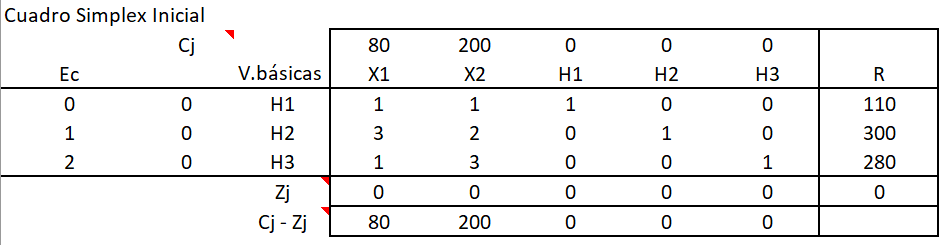 Cuadro Simplex Inicial
Cj 80 200 0 0 0
Ec V.básicas X1 X2 H1 H2 H3 R
0 0 H1 1 1 1 0 0 110
1 0 H2 3 2 0 1 0 300
2 0 H3 1 3 0 0 1 280
Zj 0 0 0 0 0 0
Cj - Zj 80 200 0 0 0